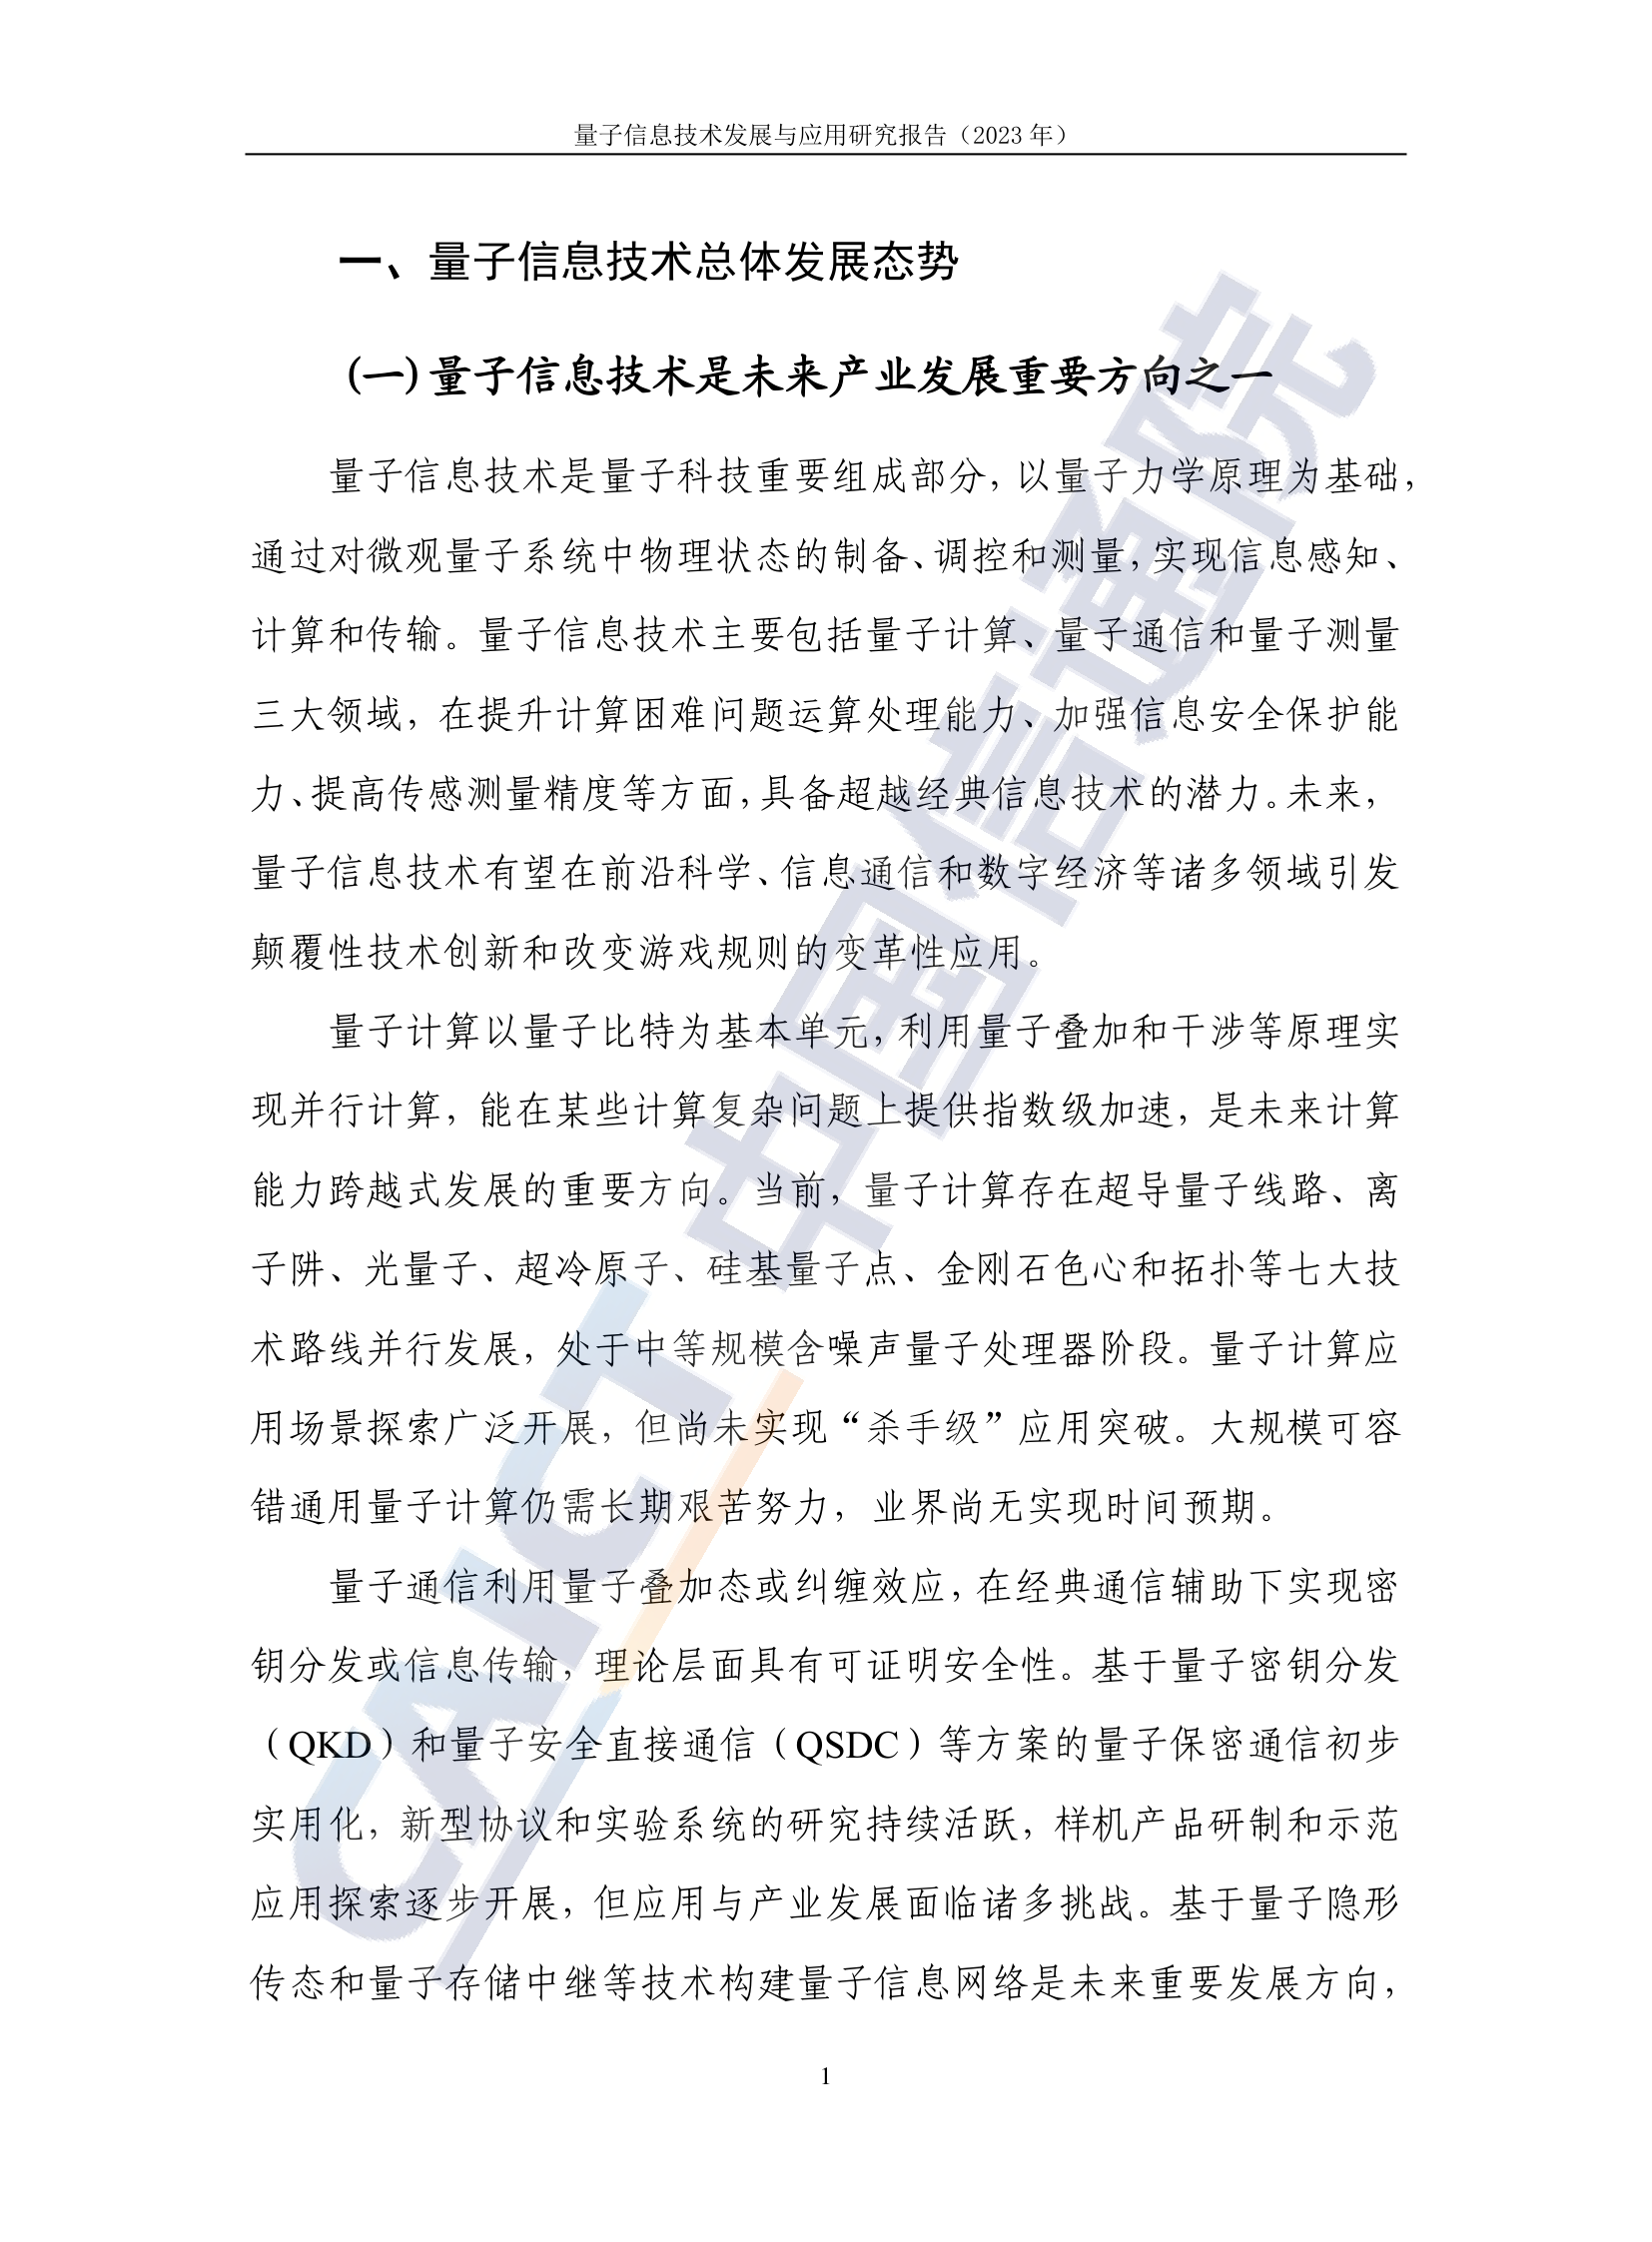 量子信息技术发展与应用研究报告（2023 年）
一、量子信息技术总体发展态势
(一) 量子信息技术是未来产业发展重要方向之一
量子信息技术是量子科技重要组成部分，以量子力学原理为基础，
通过对微观量子系统中物理状态的制备、调控和测量，实现信息感知、
计算和传输。量子信息技术主要包括量子计算、量子通信和量子测量
三大领域，在提升计算困难问题运算处理能力、加强信息安全保护能
力、提高传感测量精度等方面，具备超越经典信息技术的潜力。未来，
量子信息技术有望在前沿科学、信息通信和数字经济等诸多领域引发
颠覆性技术创新和改变游戏规则的变革性应用。
量子计算以量子比特为基本单元，利用量子叠加和干涉等原理实
现并行计算，能在某些计算复杂问题上提供指数级加速，是未来计算
能力跨越式发展的重要方向。当前，量子计算存在超导量子线路、离
子阱、光量子、超冷原子、硅基量子点、金刚石色心和拓扑等七大技
术路线并行发展，处于中等规模含噪声量子处理器阶段。量子计算应
用场景探索广泛开展，但尚未实现“杀手级”应用突破。大规模可容
错通用量子计算仍需长期艰苦努力，业界尚无实现时间预期。
量子通信利用量子叠加态或纠缠效应，在经典通信辅助下实现密
钥分发或信息传输，理论层面具有可证明安全性。基于量子密钥分发
（QKD）和量子安全直接通信（QSDC）等方案的量子保密通信初步
实用化，新型协议和实验系统的研究持续活跃，样机产品研制和示范
应用探索逐步开展，但应用与产业发展面临诸多挑战。基于量子隐形
传态和量子存储中继等技术构建量子信息网络是未来重要发展方向，
1
CAICT 中国信通院